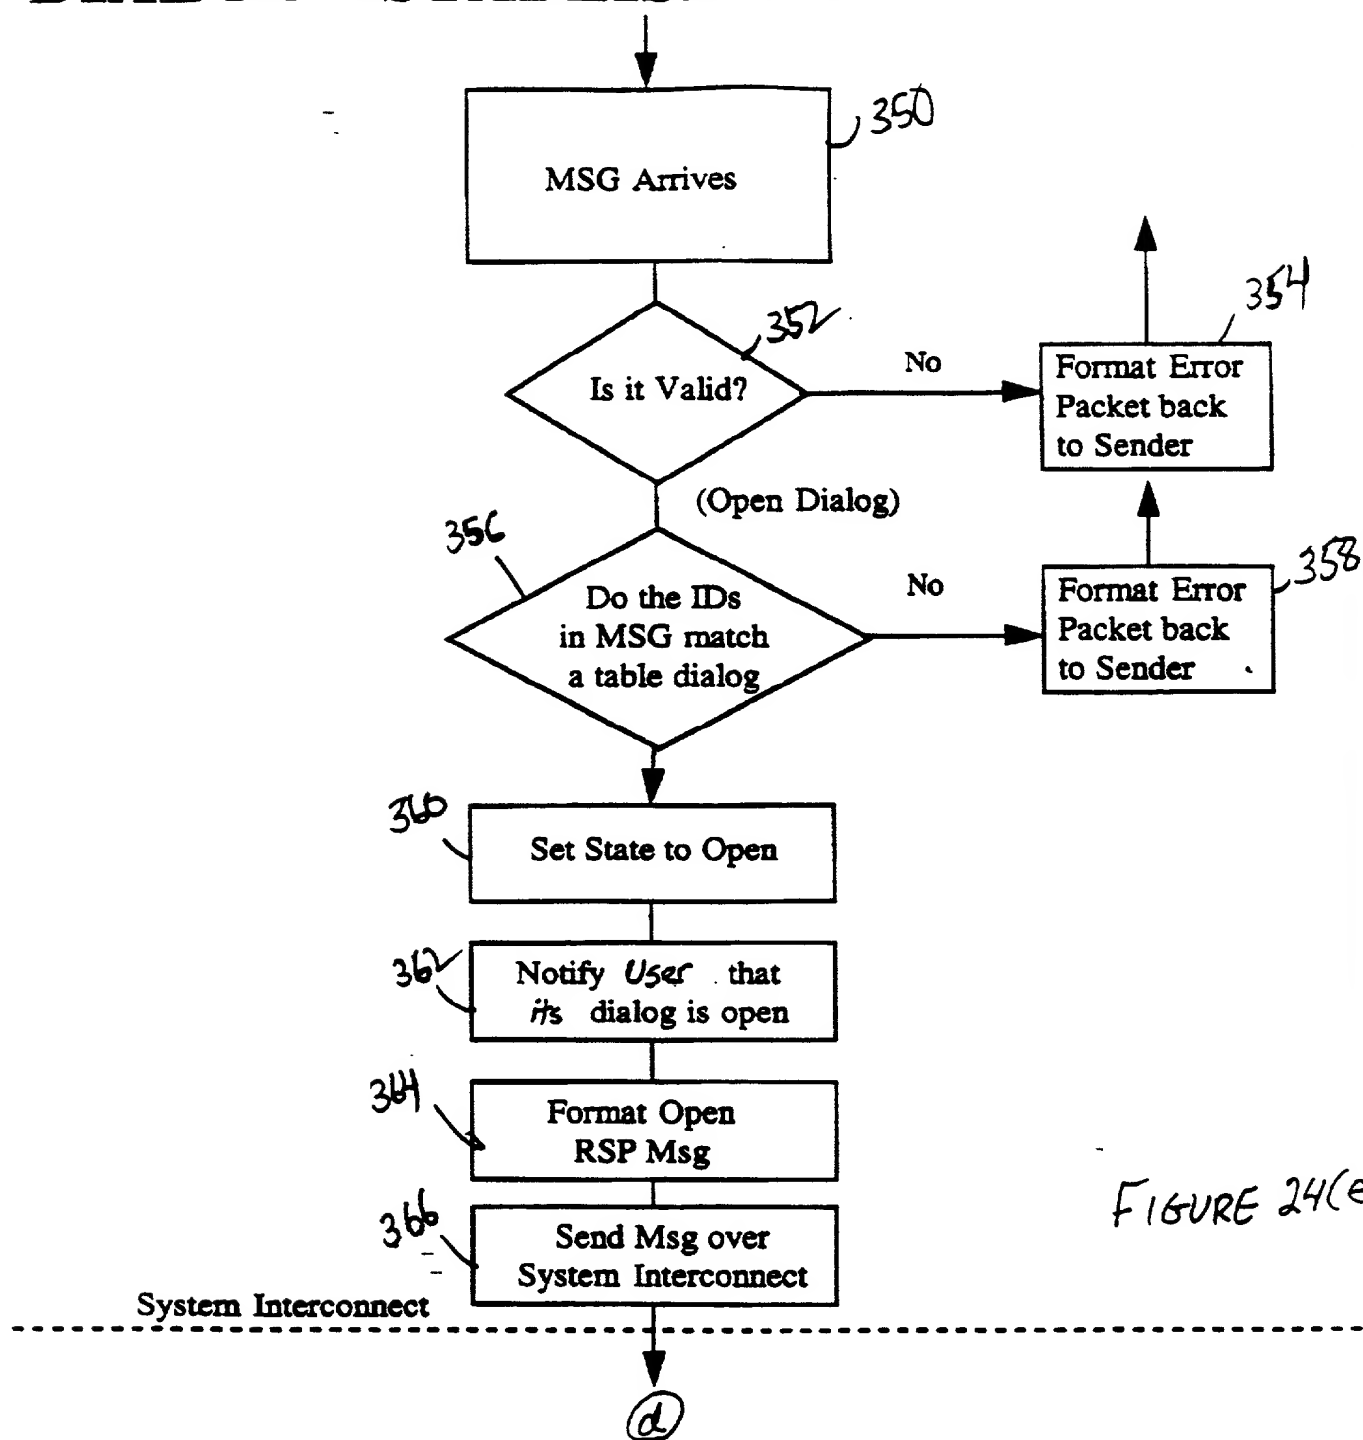 350
MSG Arrives
352
354
Is it Valid?
No
Format Error
Packet back
to Sender
(Open Dialog)
356
358
Do the IDs
in MSG match
a table dialog
No
Format Error
Packet back
to Sender
360
Set State to Open
362
Notify User that
its dialog is open
364
Format Open
RSP Msg
366
Send Msg over
System Interconnect
System Interconnect
FIGURE 24(e
d